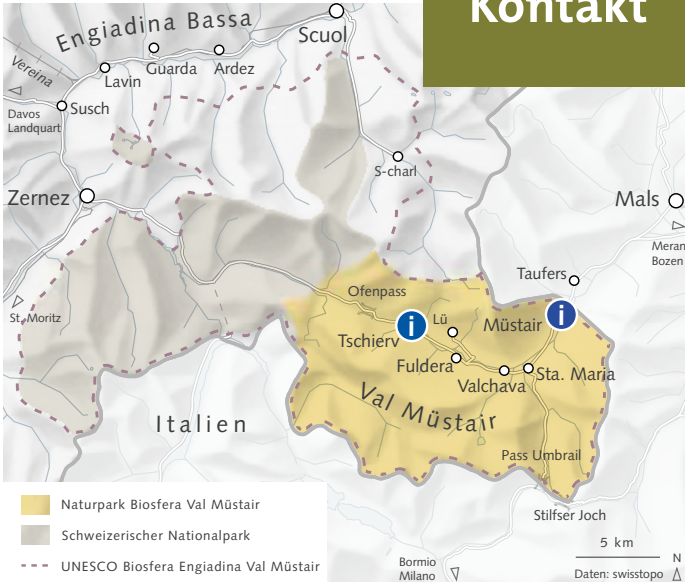 Kontakt
Engiadina Bassa
Scuol
Vereina
Lavin
Guarda
Ardez
Davos
Landquart
Susch
S-charl
Zernez
Mals
Meran
Bozen
Taufers
St. Moritz
Ofenpass
i
Lü
Müstair
i
Tschierv
Fuldera
Valchava
Sta. Maria
Val Müstair
Italien
Pass Umbrail
Stilfser Joch
Naturpark Biosfera Val Müstair
Schweizerischer Nationalpark
UNESCO Biosfera Engiadina Val Müstair
Bormio
Milano
5 km
N
Daten: swisstopo